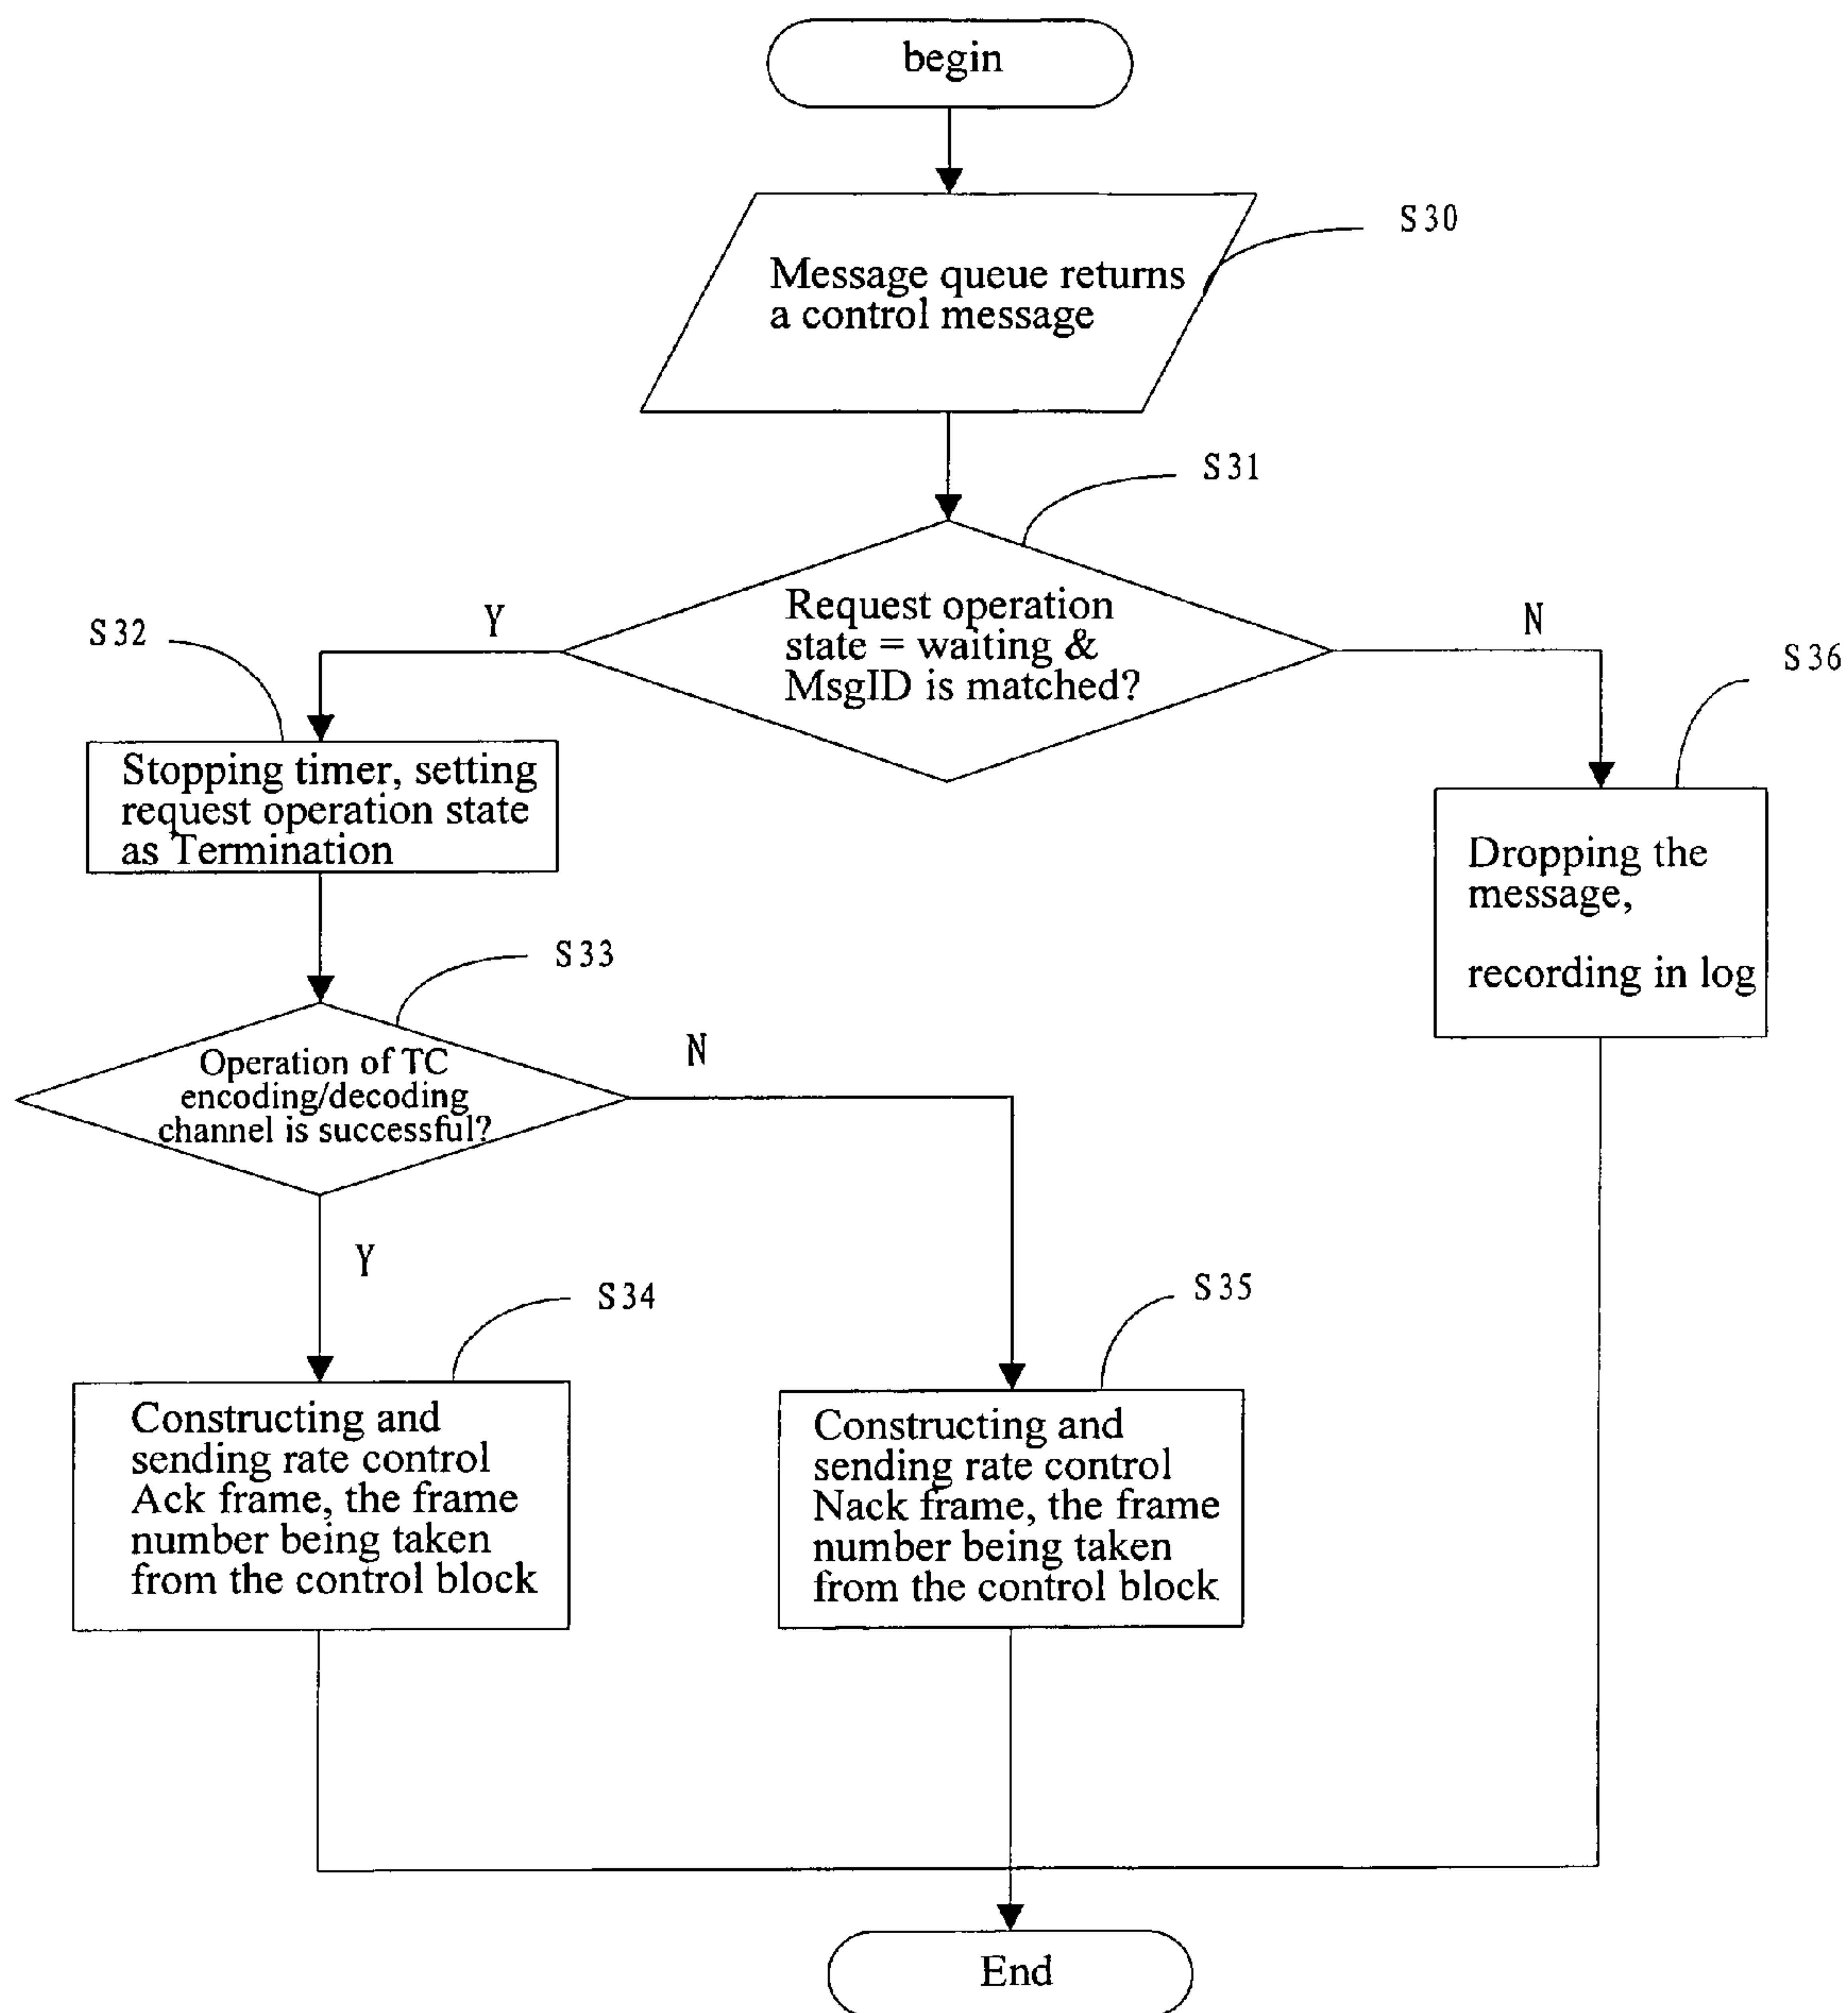 begin
S30
Message queue returns
a control message
S31
Request operation
state = waiting &
MsgID is matched?
Y
N
S32
S36
Stopping timer, setting
request operation state
as Termination
Dropping the
message,
recording in log
S33
Operation of TC
encoding/decoding
channel is successful?
N
Y
S34
S35
Constructing and
sending rate control
Ack frame, the frame
number being taken
from the control block
Constructing and
sending rate control
Nack frame, the frame
number being taken
from the control block
End